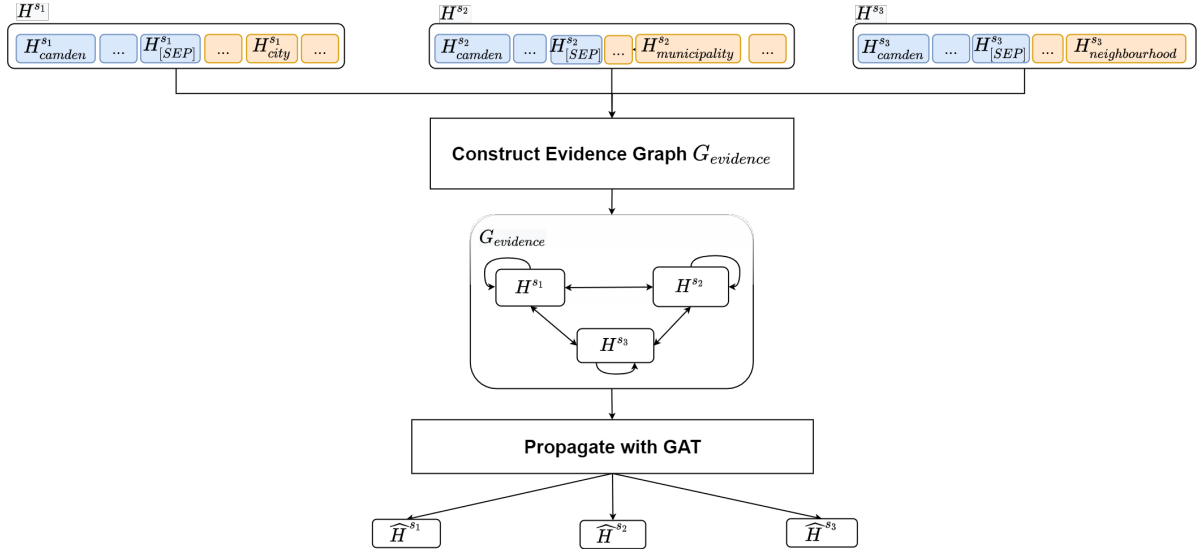 H^{s_1}
H^{s_1}_{camden} ... H^{s_1}_{[SEP]} ... H^{s_1}_{city} ...
H^{s_2}
H^{s_2}_{camden} ... H^{s_2}_{[SEP]} ... H^{s_2}_{municipality} ...
H^{s_3}
H^{s_3}_{camden} ... H^{s_3}_{[SEP]} ... H^{s_3}_{neighbourhood}
Construct Evidence Graph G_{evidence}
G_{evidence}
H^{s_1}
H^{s_2}
H^{s_3}
Propagate with GAT
\widehat{H}^{s_1}
\widehat{H}^{s_2}
\widehat{H}^{s_3}